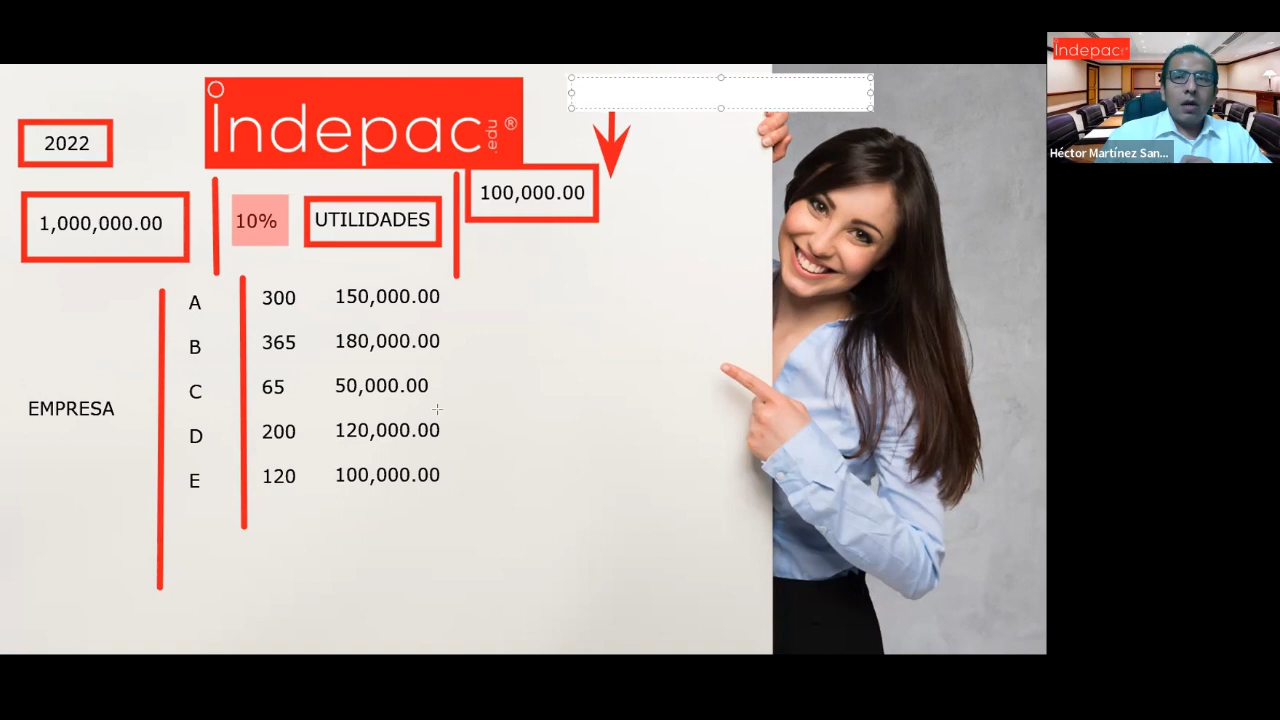 indepac .edu ®
2022
100,000.00
1,000,000.00
10%
UTILIDADES
A 300 150,000.00
B 365 180,000.00
C 65 50,000.00
EMPRESA
D 200 120,000.00
E 120 100,000.00
indepac
Héctor Martínez San...